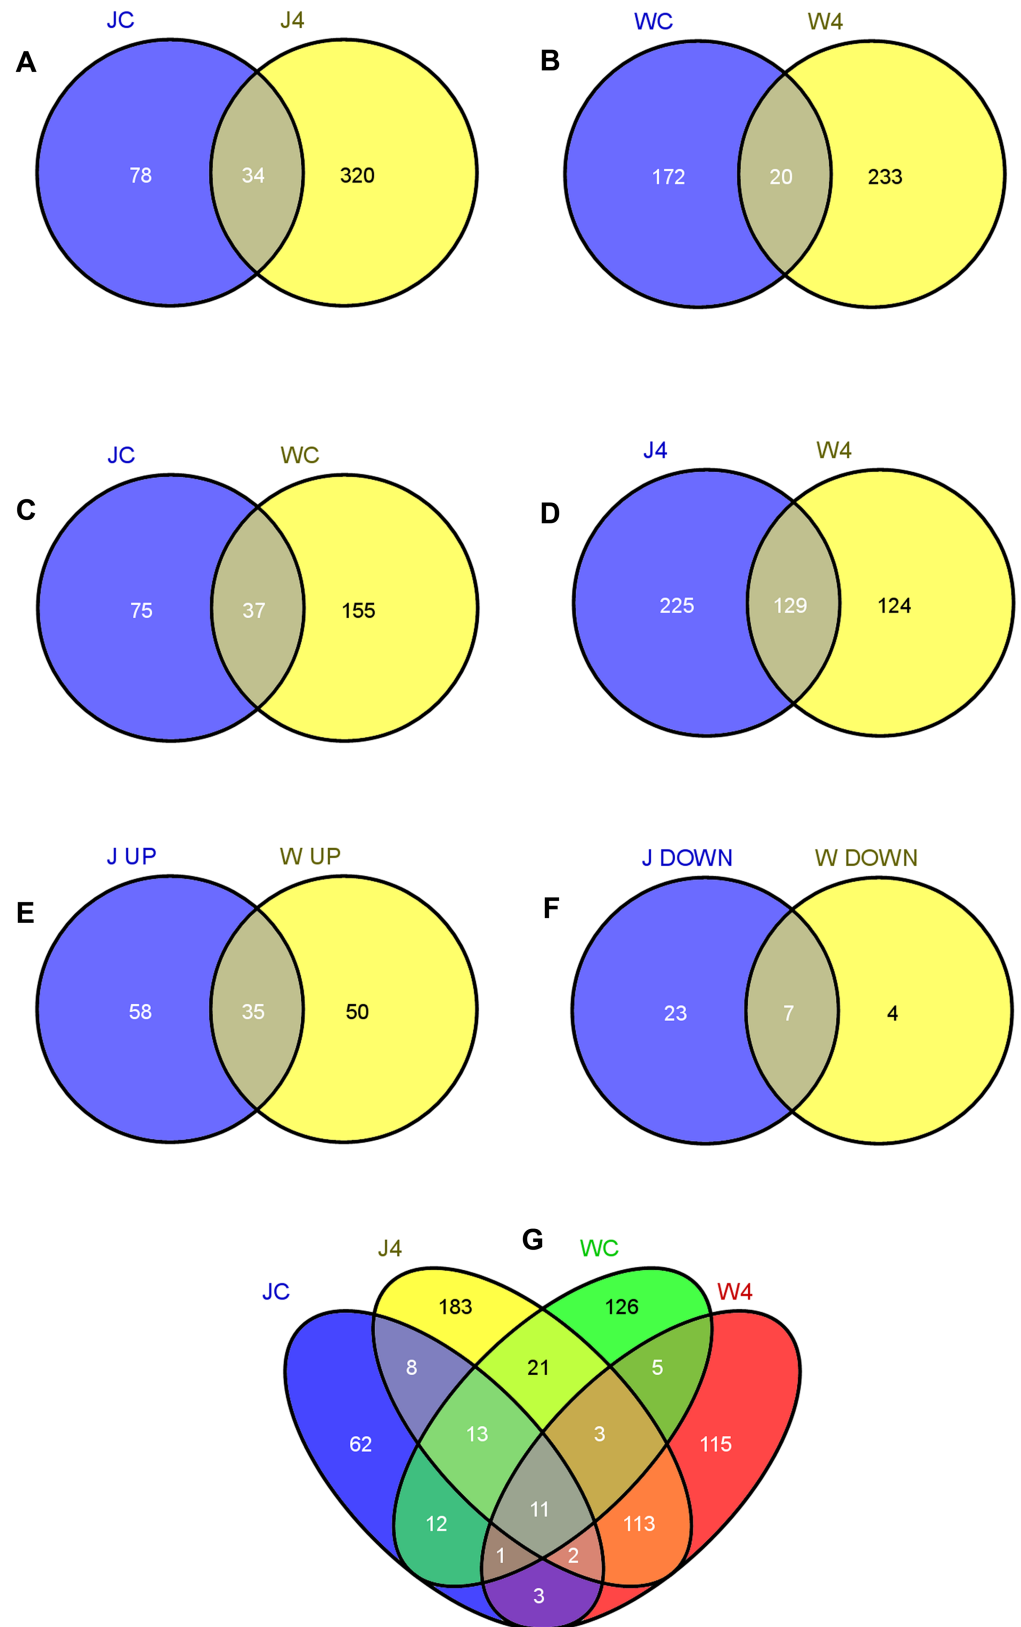 JC J4 WC W4
A B
78 34 320 172 20 233
JC WC J4 W4
C D
75 37 155 225 129 124
J UP W UP J DOWN W DOWN
E F
58 35 50 23 7 4
G
J4 WC
JC W4
183 126
8 21 5
62 13 3 115
12 11 113
1 2
3